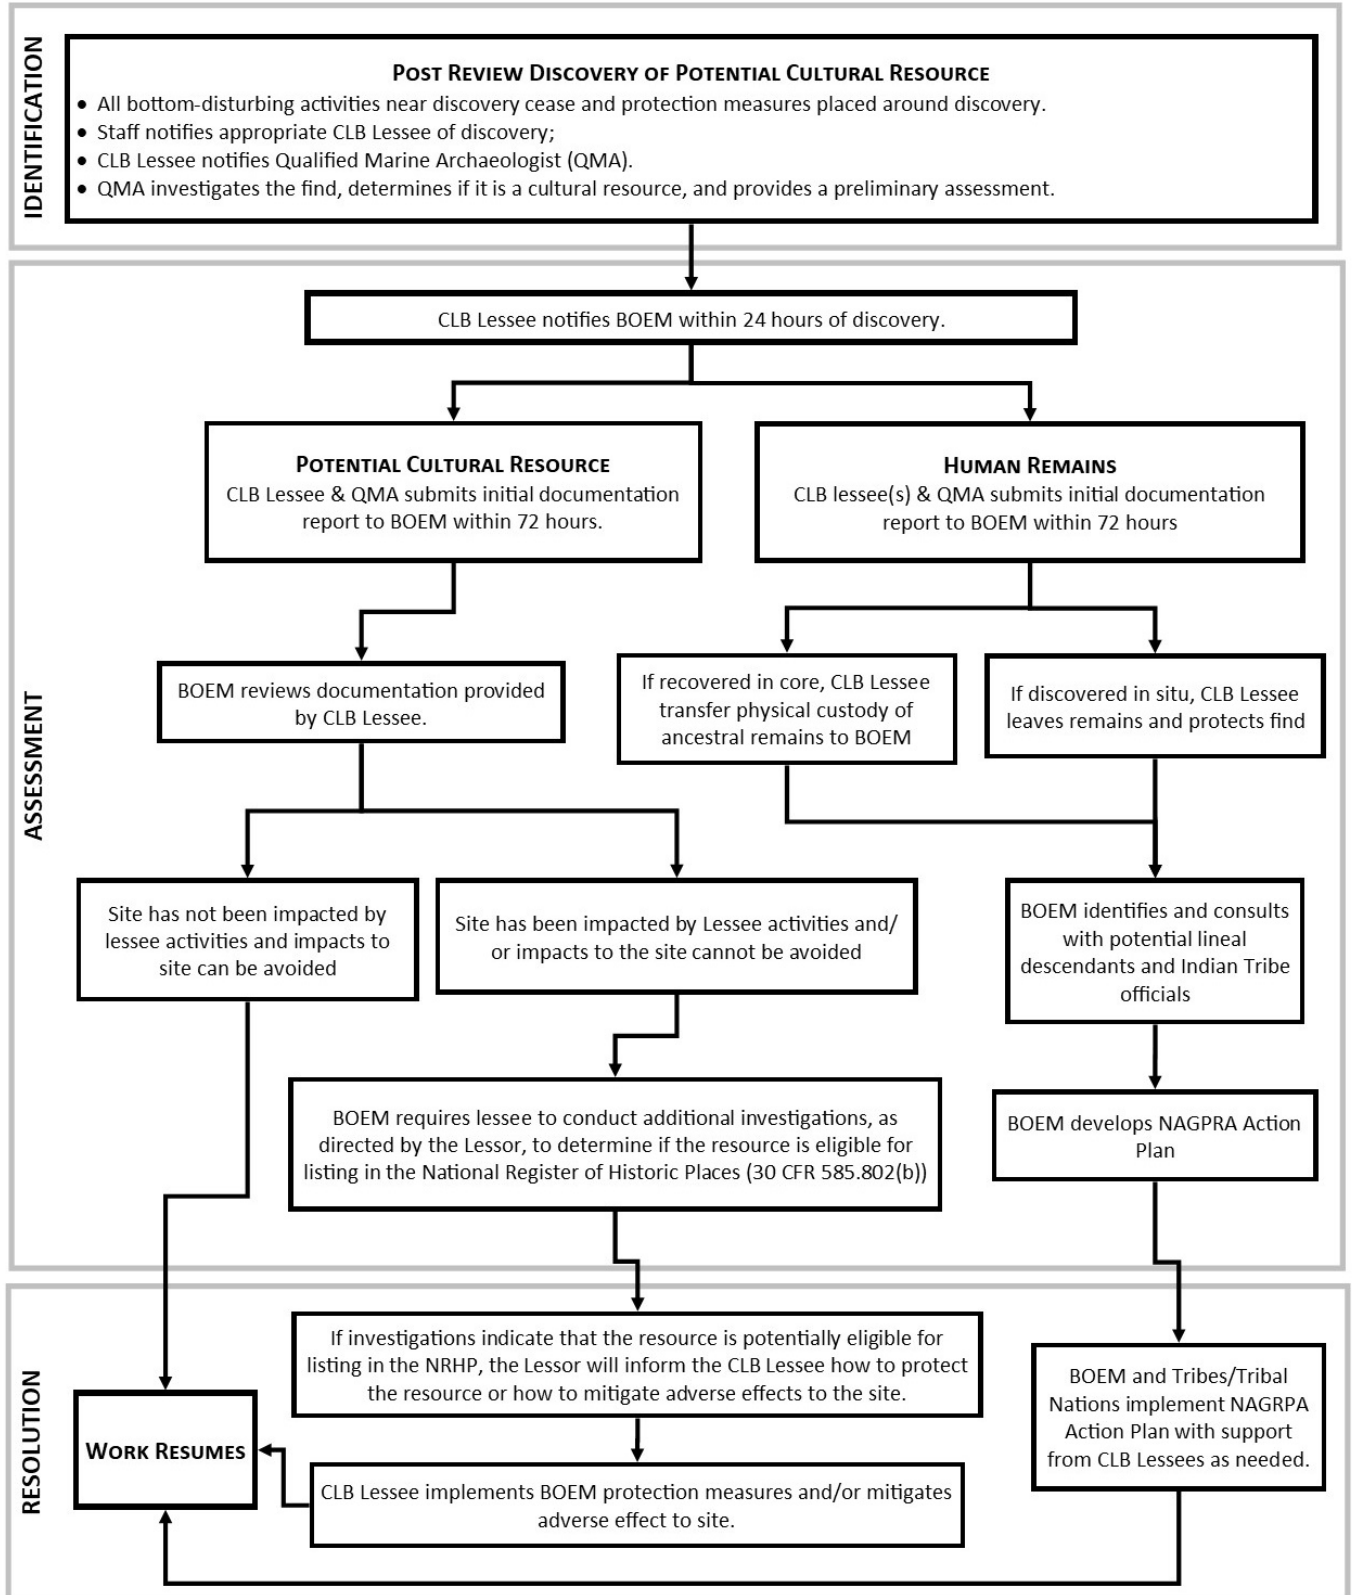 IDENTIFICATION
POST REVIEW DISCOVERY OF POTENTIAL CULTURAL RESOURCE
• All bottom-disturbing activities near discovery cease and protection measures placed around discovery.
• Staff notifies appropriate CLB Lessee of discovery;
• CLB Lessee notifies Qualified Marine Archaeologist (QMA).
• QMA investigates the find, determines if it is a cultural resource, and provides a preliminary assessment.
ASSESSMENT
CLB Lessee notifies BOEM within 24 hours of discovery.
POTENTIAL CULTURAL RESOURCE
CLB Lessee & QMA submits initial documentation
report to BOEM within 72 hours.
HUMAN REMAINS
CLB lessee(s) & QMA submits initial documentation
report to BOEM within 72 hours
BOEM reviews documentation provided
by CLB Lessee.
If recovered in core, CLB Lessee
transfer physical custody of
ancestral remains to BOEM
If discovered in situ, CLB Lessee
leaves remains and protects find
Site has not been impacted by
lessee activities and impacts to
site can be avoided
Site has been impacted by Lessee activities and/
or impacts to the site cannot be avoided
BOEM identifies and consults
with potential lineal
descendants and Indian Tribe
officials
BOEM requires lessee to conduct additional investigations, as
directed by the Lessor, to determine if the resource is eligible for
listing in the National Register of Historic Places (30 CFR 585.802(b))
BOEM develops NAGPRA Action
Plan
RESOLUTION
If investigations indicate that the resource is potentially eligible for
listing in the NRHP, the Lessor will inform the CLB Lessee how to protect
the resource or how to mitigate adverse effects to the site.
BOEM and Tribes/Tribal
Nations implement NAGRPA
Action Plan with support
from CLB Lessees as needed.
WORK RESUMES
CLB Lessee implements BOEM protection measures and/or mitigates
adverse effect to site.